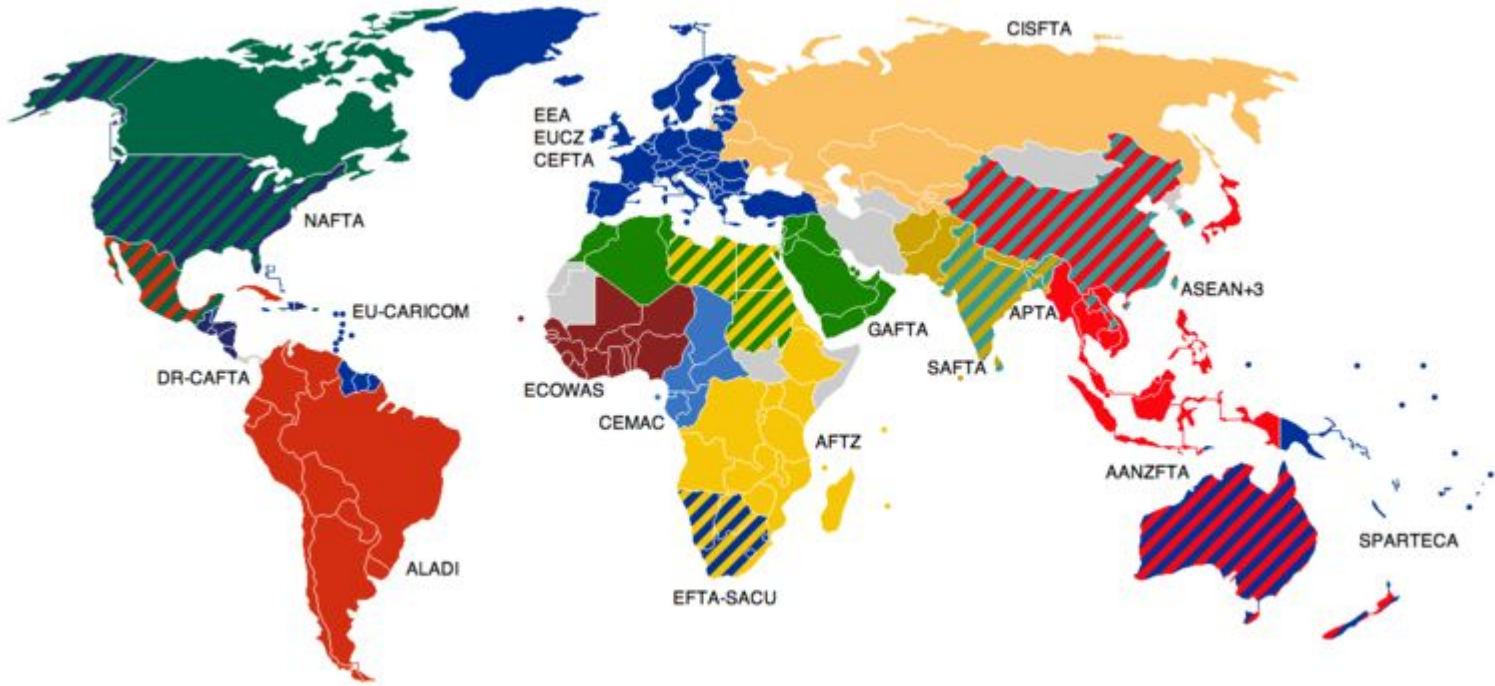 CISFTA
EEA
EUCZ
CEFTA
NAFTA
EU-CARICOM
DR-CAFTA
ALADI
ECOWAS
CEMAC
GAFTA
AFTZ
EFTA-SACU
SAFTA
APTA
ASEAN+3
AANZFTA
SPARTECA